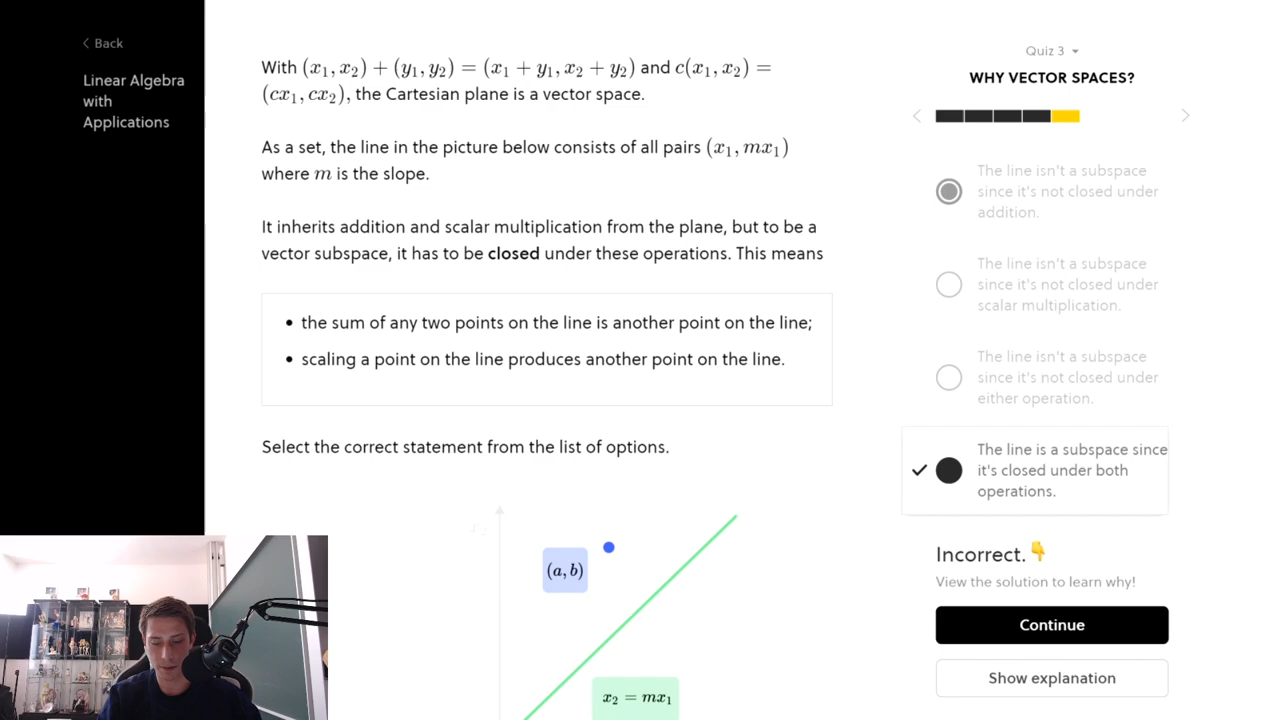 Back
Linear Algebra
with
Applications
With (x₁, x₂) + (y₁, y₂) = (x₁ + y₁, x₂ + y₂) and c(x₁, x₂) =
(cx₁, cx₂), the Cartesian plane is a vector space.
As a set, the line in the picture below consists of all pairs (x₁, mx₁)
where m is the slope.
It inherits addition and scalar multiplication from the plane, but to be a
vector subspace, it has to be closed under these operations. This means
• the sum of any two points on the line is another point on the line;
• scaling a point on the line produces another point on the line.
Select the correct statement from the list of options.
(a, b)
x₂ = mx₁
Quiz 3
WHY VECTOR SPACES?
The line isn't a subspace
since it's not closed under
addition.
The line isn't a subspace
since it's not closed under
scalar multiplication.
The line isn't a subspace
since it's not closed under
either operation.
The line is a subspace since
it's closed under both
operations.
Incorrect. 👇
View the solution to learn why!
Continue
Show explanation